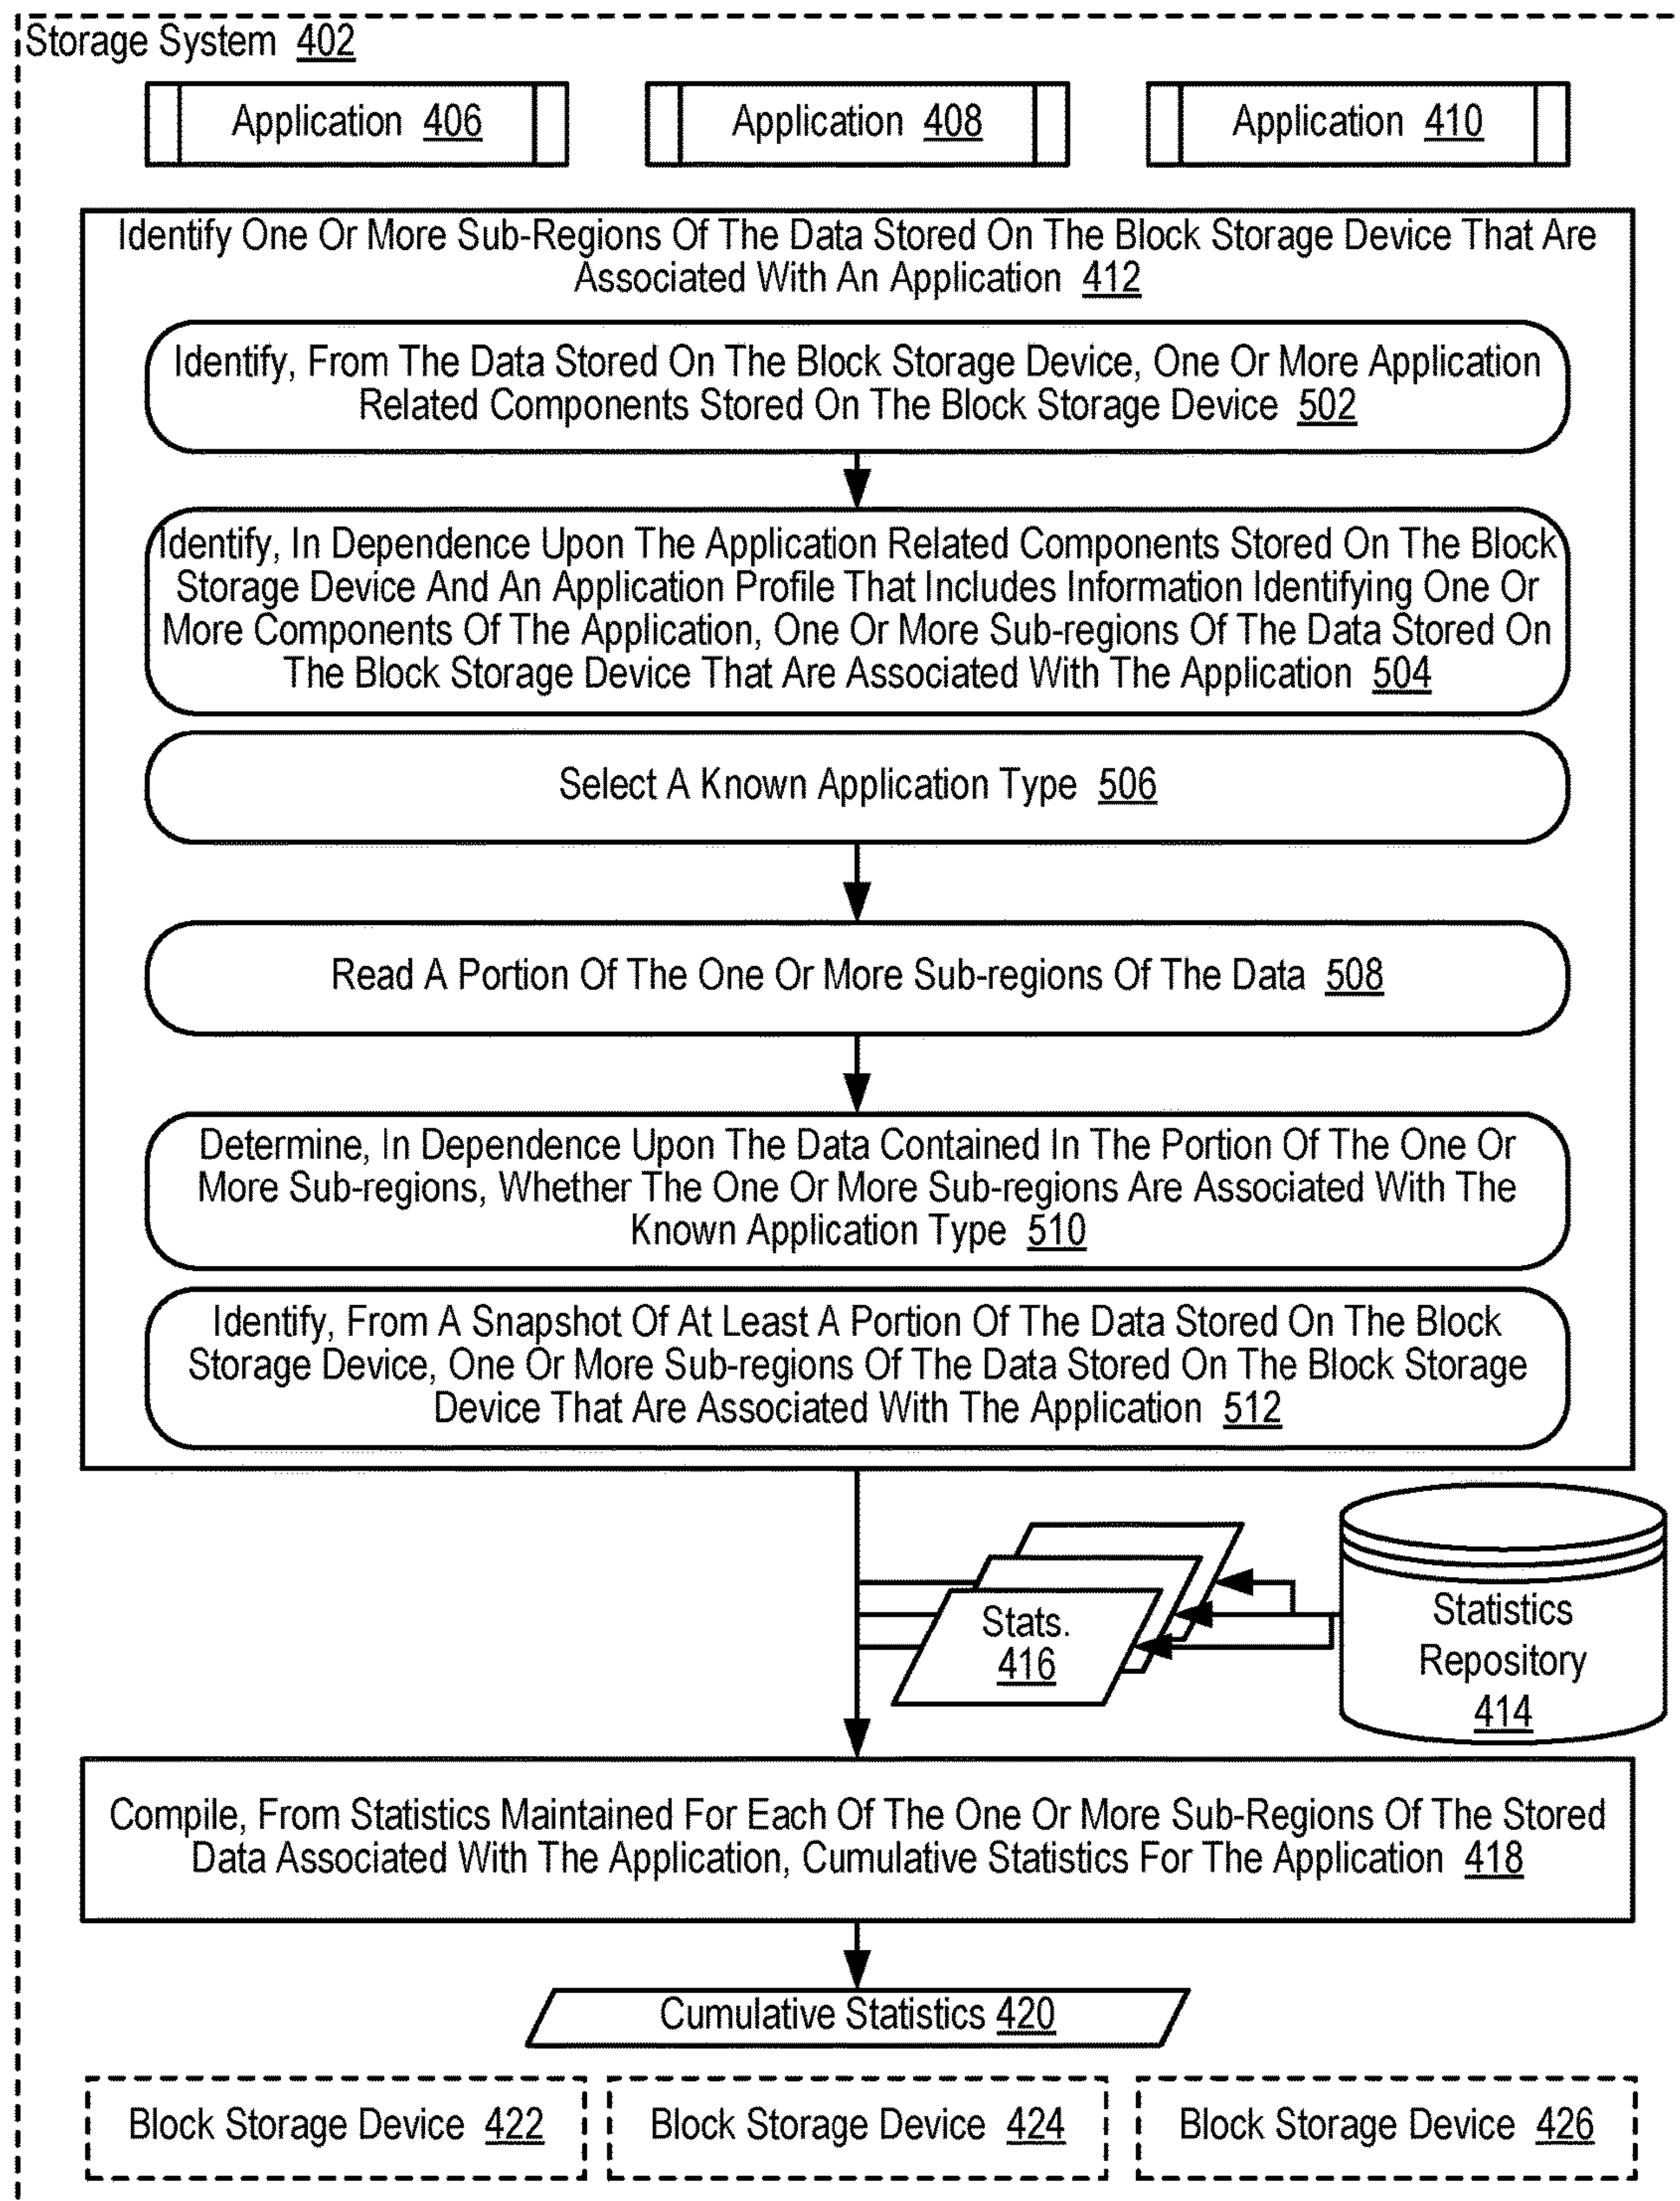 Storage System 402
Application 406
Application 408
Application 410
Identify One Or More Sub-Regions Of The Data Stored On The Block Storage Device That Are
Associated With An Application 412
Identify, From The Data Stored On The Block Storage Device, One Or More Application
Related Components Stored On The Block Storage Device 502
Identify, In Dependence Upon The Application Related Components Stored On The Block
Storage Device And An Application Profile That Includes Information Identifying One Or
More Components Of The Application, One Or More Sub-regions Of The Data Stored On
The Block Storage Device That Are Associated With The Application 504
Select A Known Application Type 506
Read A Portion Of The One Or More Sub-regions Of The Data 508
Determine, In Dependence Upon The Data Contained In The Portion Of The One Or
More Sub-regions, Whether The One Or More Sub-regions Are Associated With The
Known Application Type 510
Identify, From A Snapshot Of At Least A Portion Of The Data Stored On The Block
Storage Device, One Or More Sub-regions Of The Data Stored On The Block Storage
Device That Are Associated With The Application 512
Stats.
416
Statistics
Repository
414
Compile, From Statistics Maintained For Each Of The One Or More Sub-Regions Of The Stored
Data Associated With The Application, Cumulative Statistics For The Application 418
Cumulative Statistics 420
Block Storage Device 422
Block Storage Device 424
Block Storage Device 426